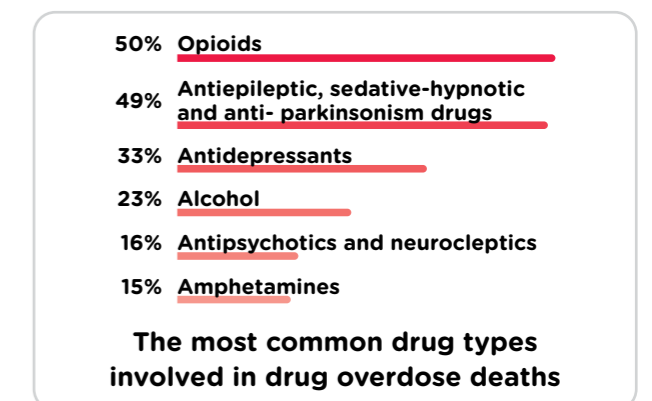 50% Opioids
Antiepileptic, sedative-hypnotic
49% and anti- parkinsonism drugs
33% Antidepressants
23% Alcohol
16% Antipsychotics and neurocleptics
15% Amphetamines
The most common drug types
involved in drug overdose deaths